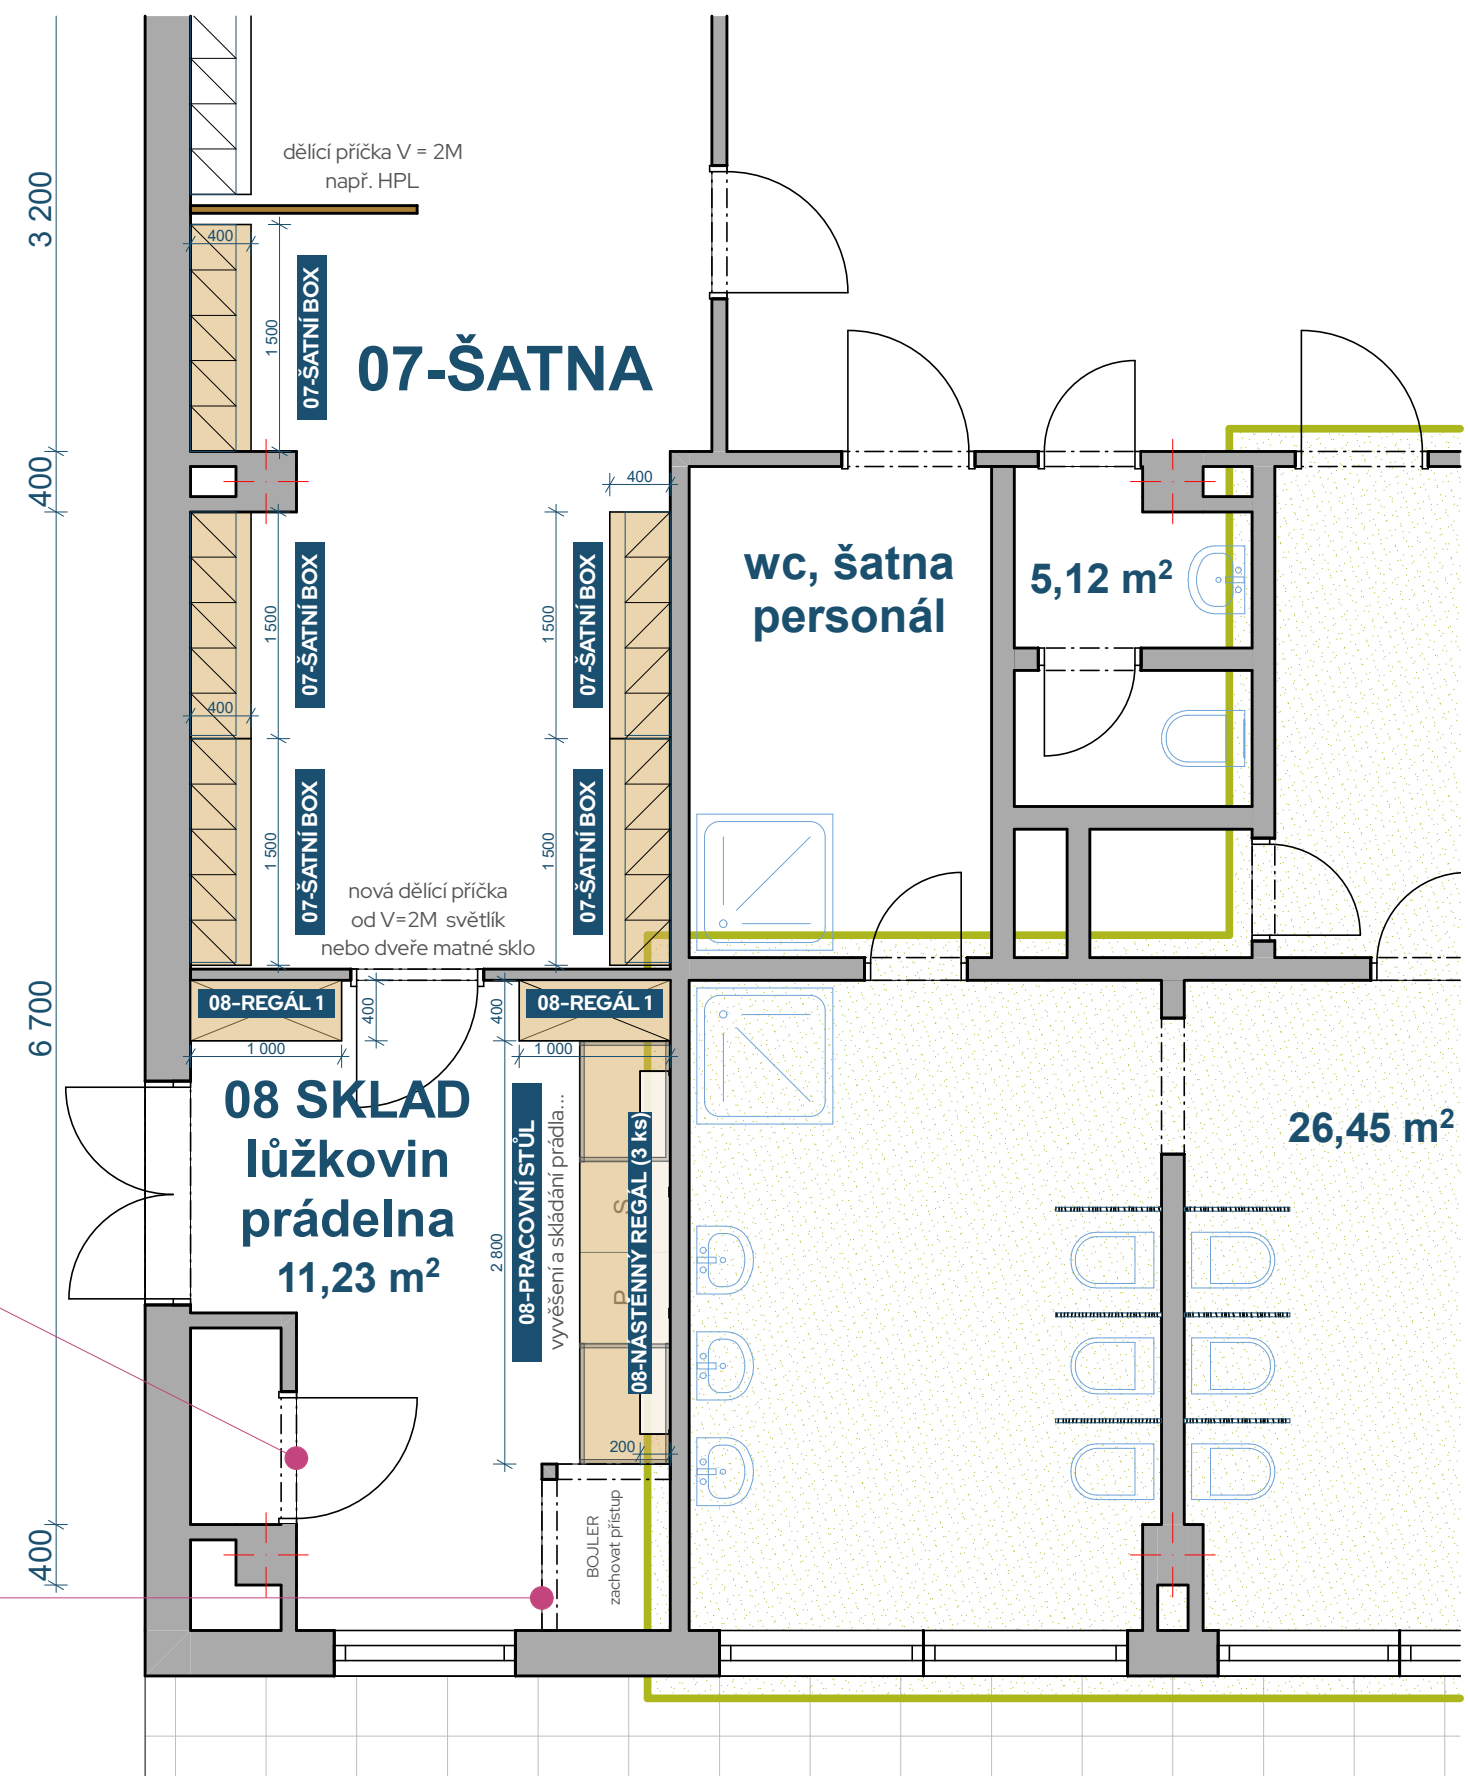 dělící příčka V = 2M
např. HPL
3 200
400
1 500
07-ŠATNÍ BOX
07-ŠATNA
400
400
1 500
07-ŠATNÍ BOX
400
1 500
07-ŠATNÍ BOX
wc, šatna
personál
5,12 m²
1 500
07-ŠATNÍ BOX
1 500
07-ŠATNÍ BOX
nová dělící příčka
od V=2M světlík
nebo dveře matné sklo
6 700
08-REGÁL 1
400
400
08-REGÁL 1
1 000
1 000
08 SKLAD
lůžkovin
prádelna
11,23 m²
2 800
08-PRACOVNÍ STŮL
vyvěšení a skládání prádla...
S
P
08-NÁSTĚNNÝ REGÁL (3 ks)
26,45 m²
200
400
BOJLER
zachovat přístup